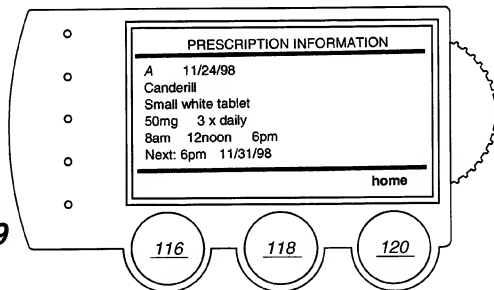 PRESCRIPTION INFORMATION
A 11/24/98
Canderill
Small white tablet
50mg 3 x daily
8am 12noon 6pm
Next: 6pm 11/31/98
home
9
116 118 120